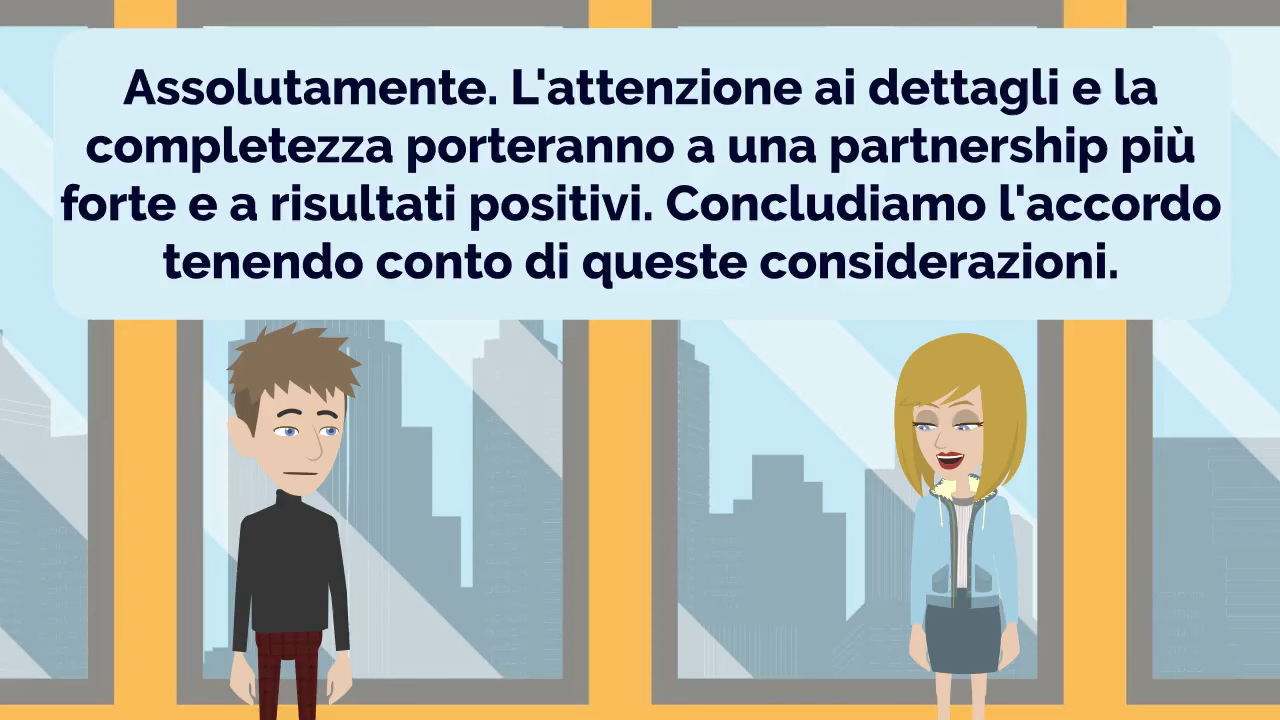 Assolutamente. L'attenzione ai dettagli e la
completezza porteranno a una partnership più
forte e a risultati positivi. Concludiamo l'accordo
tenendo conto di queste considerazioni.